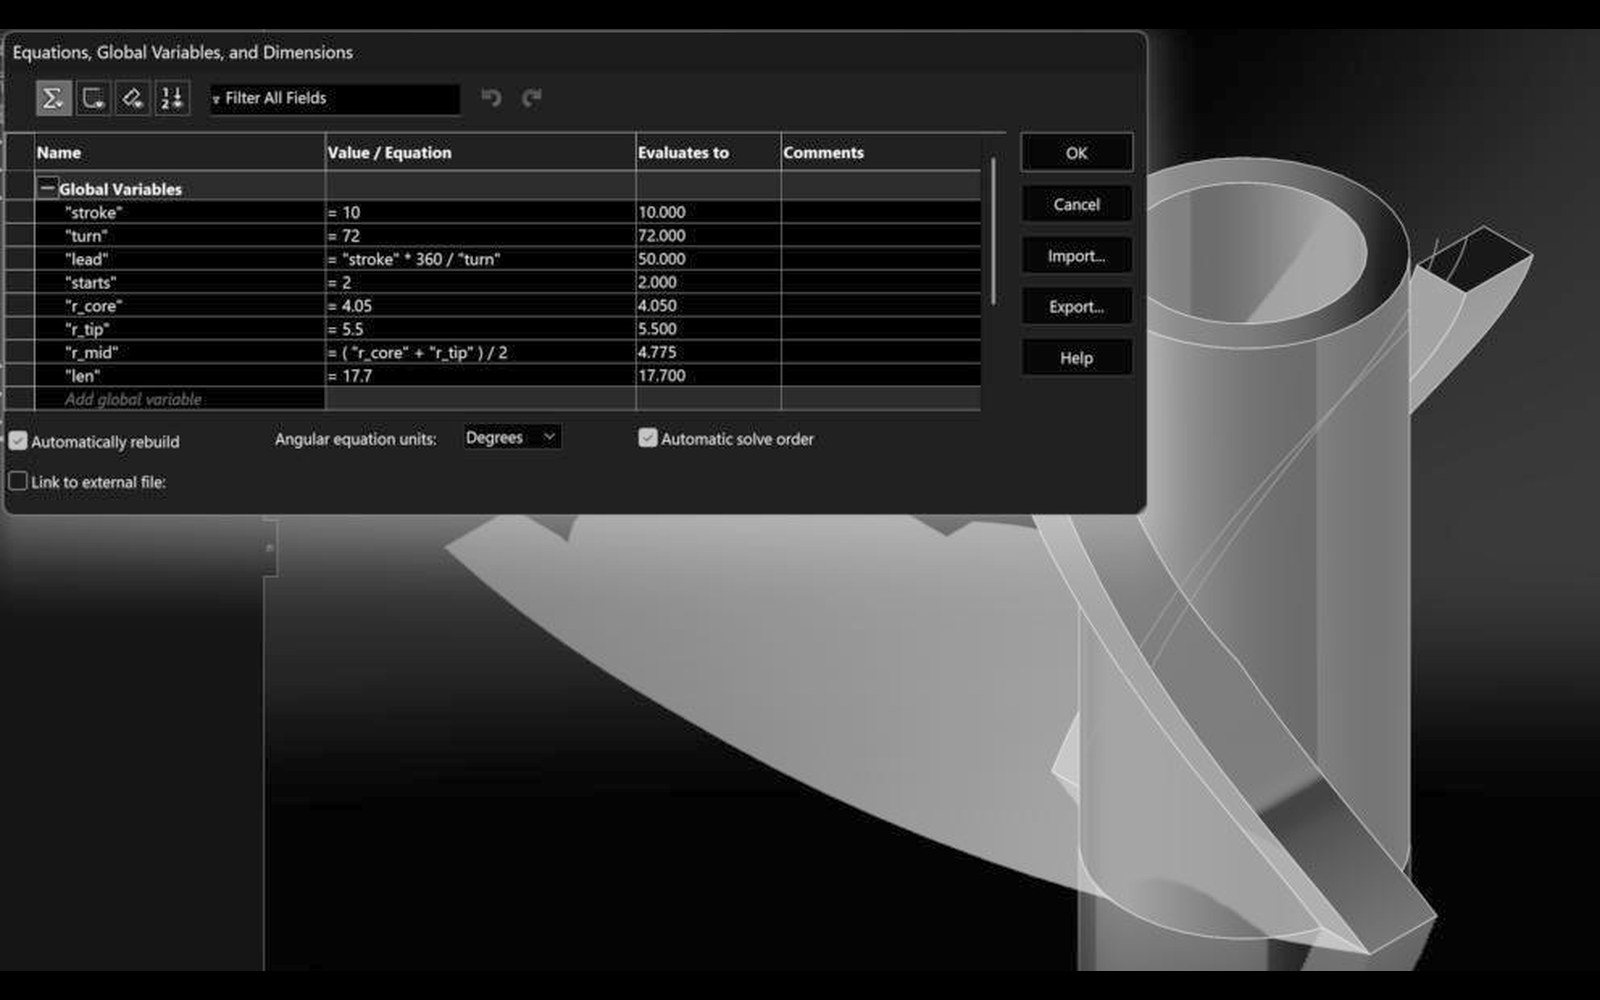 Equations, Global Variables, and Dimensions
Filter All Fields
Name Value / Equation Evaluates to Comments
Global Variables
"stroke" = 10 10.000
"turn" = 72 72.000
"lead" = "stroke" * 360 / "turn" 50.000
"starts" = 2 2.000
"r_core" = 4.05 4.050
"r_tip" = 5.5 5.500
"r_mid" = ( "r_core" + "r_tip" ) / 2 4.775
"len" = 17.7 17.700
Add global variable
OK
Cancel
Import...
Export...
Help
Automatically rebuild Angular equation units: Degrees Automatic solve order
Link to external file: